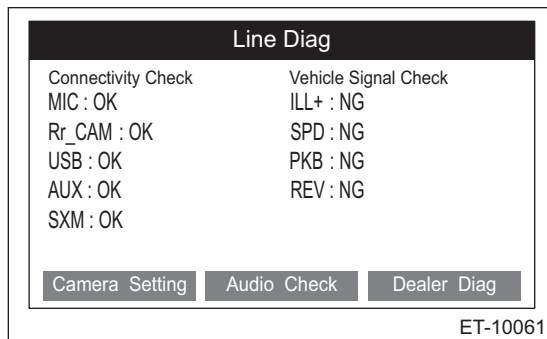 Line Diag
Connectivity Check
MIC : OK
Rr_CAM : OK
USB : OK
AUX : OK
SXM : OK
Vehicle Signal Check
ILL+ : NG
SPD : NG
PKB : NG
REV : NG
Camera Setting
Audio Check
Dealer Diag
ET-10061